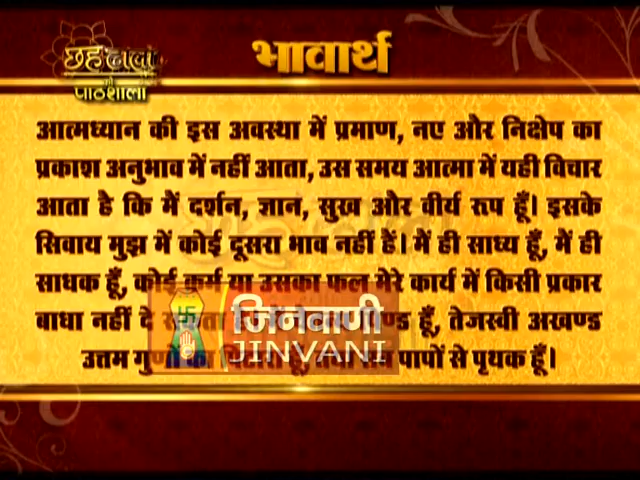 छहढाला
की
पाठशाला
भावार्थ
आत्मध्यान की इस अवस्था में प्रमाण, नए और निक्षेप का
प्रकाश अनुभाव में नहीं आता, उस समय आत्मा में यही विचार
आता है कि मैं दर्शन, ज्ञान, सुख और वीर्य रूप हूँ। इसके
सिवाय मुझ में कोई दूसरा भाव नहीं हैं। मैं ही साध्य हूँ, मैं ही
साधक हूँ, कोई कर्म या उसका फल मेरे कार्य में किसी प्रकार
बाधा नहीं दे हूँ, तेजस्वी अखण्ड
उत्तम गुणों का पापों से पृथक हूँ।
जिनवाणी
JINVANI